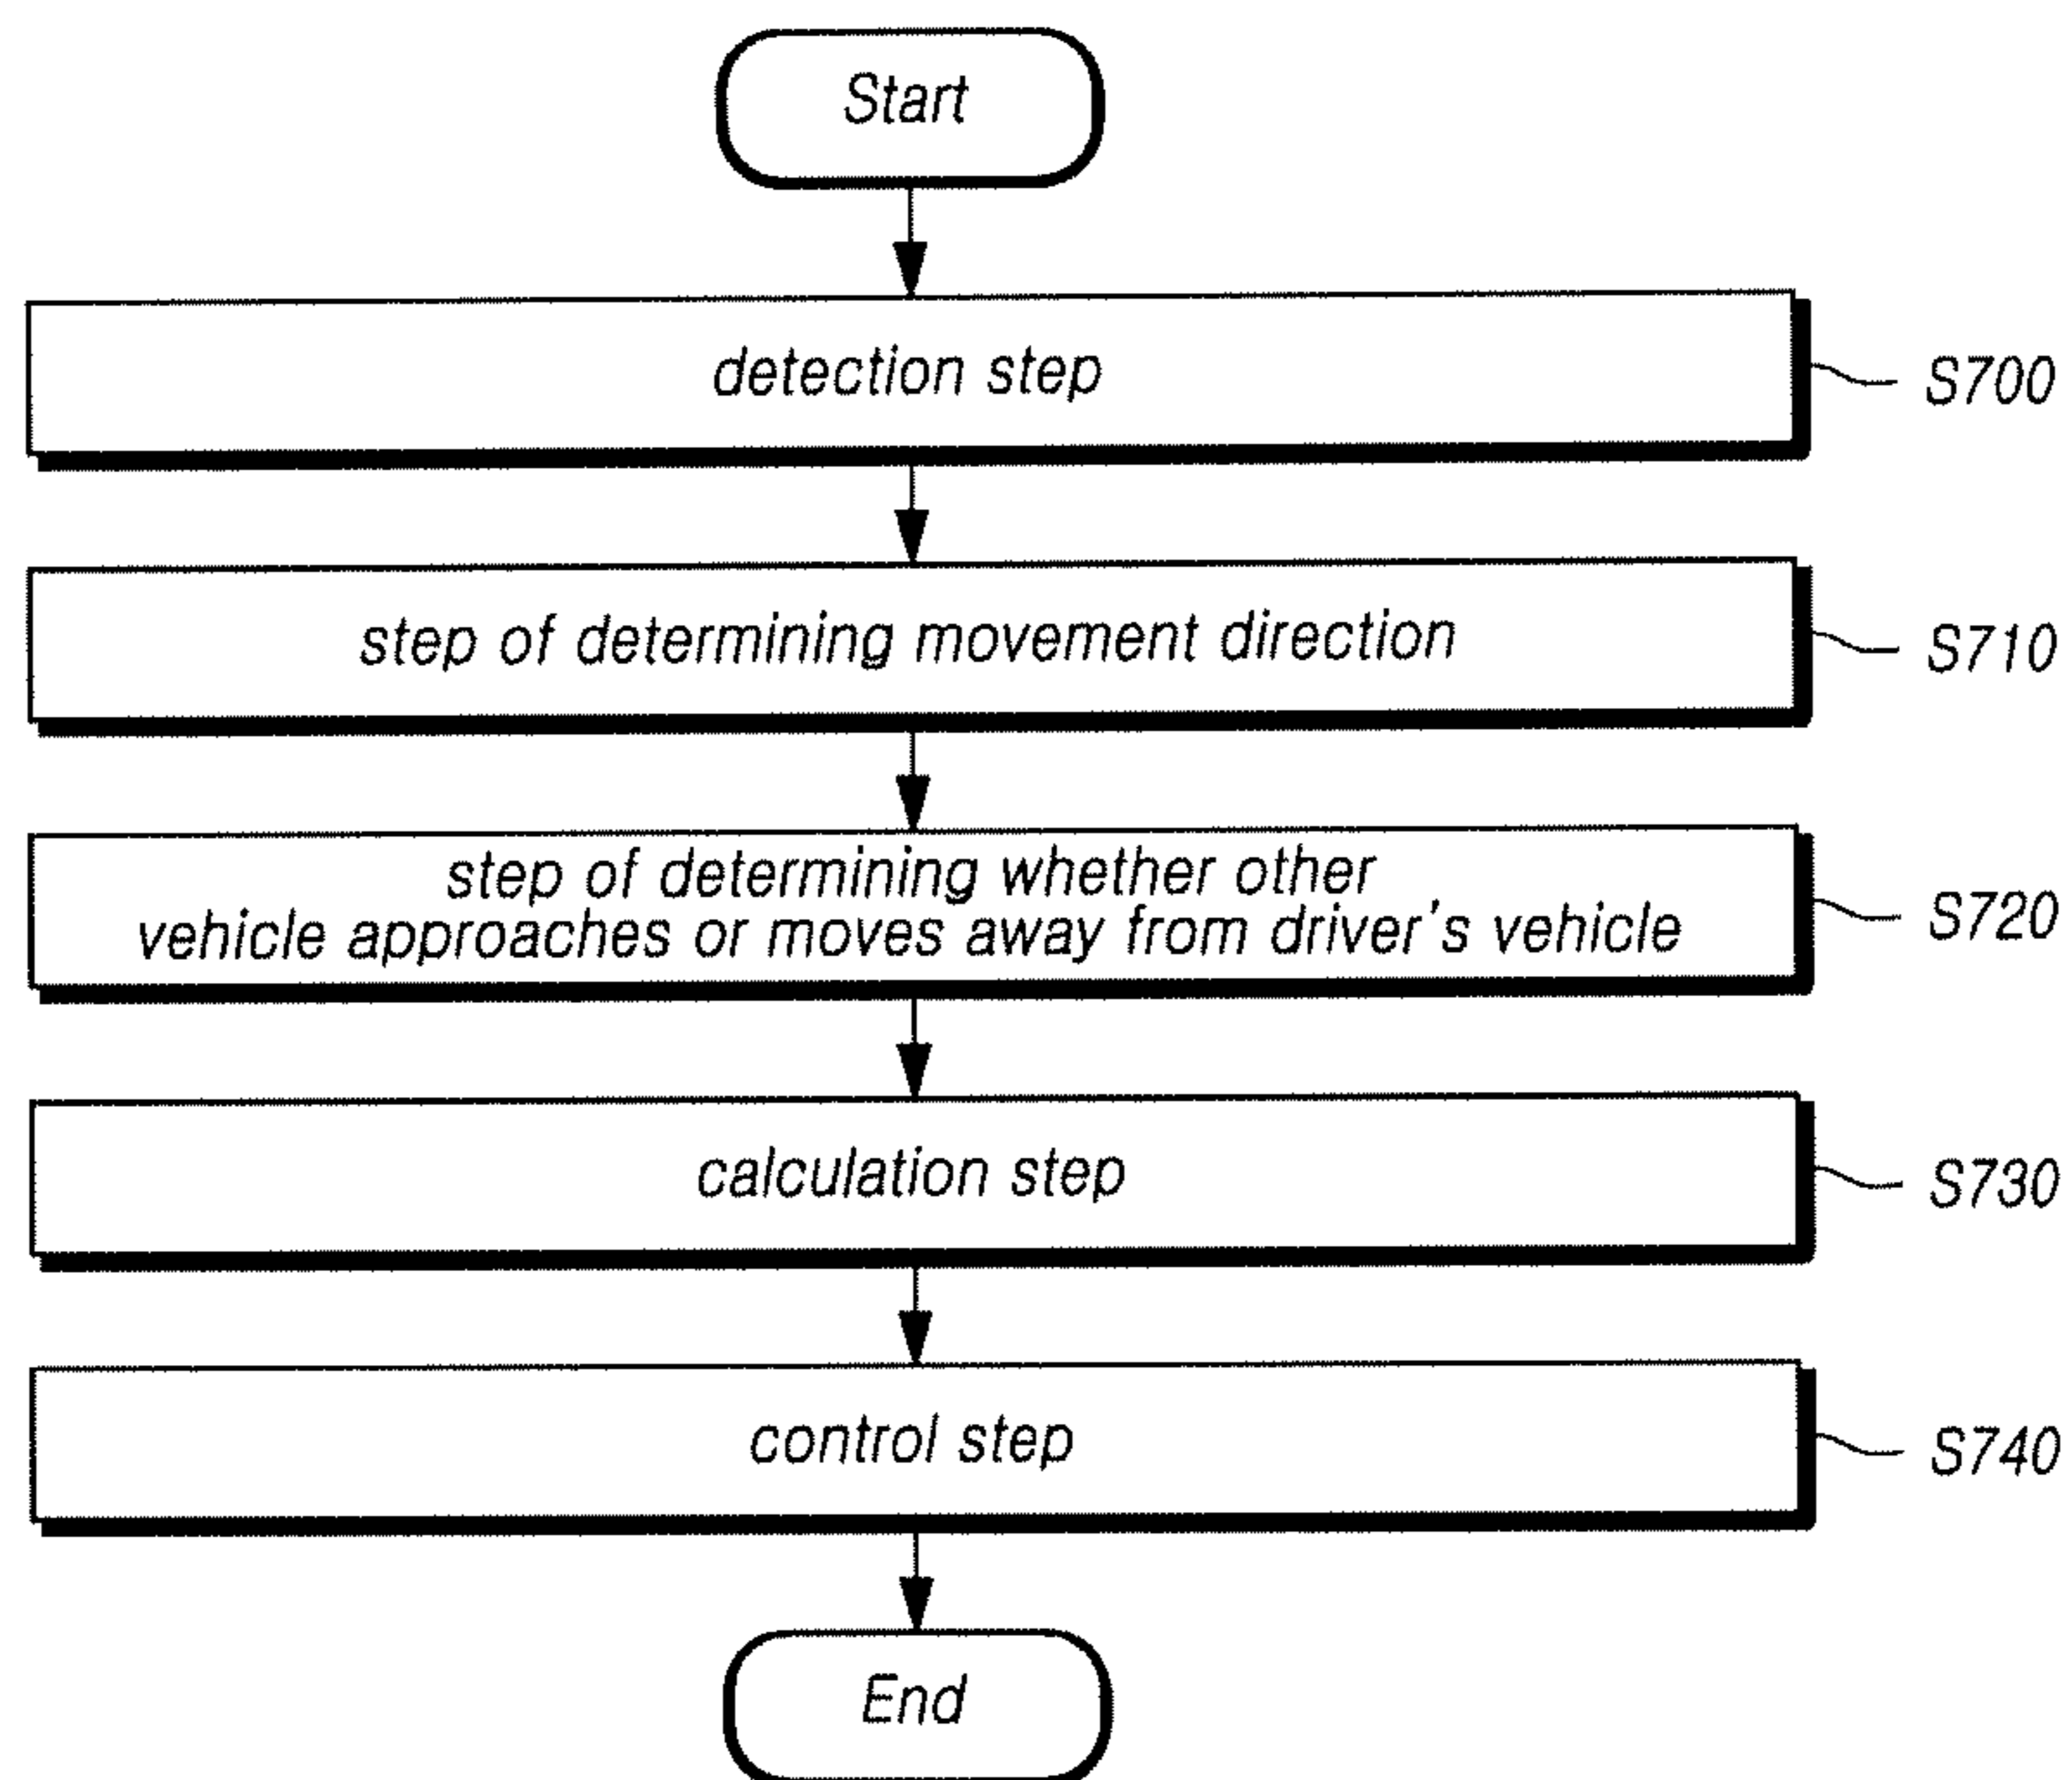 Start
detection step
S700
step of determining movement direction
S710
step of determining whether other
vehicle approaches or moves away from driver's vehicle
S720
calculation step
S730
control step
S740
End